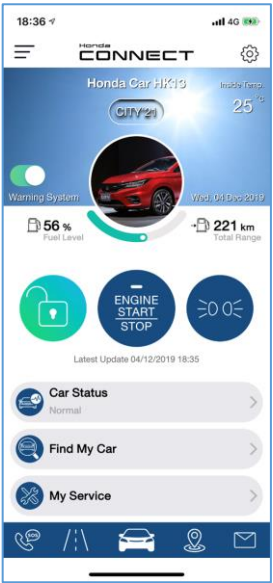 18:36
4G
Honda
CONNECT
Honda Car HK13
Inside Temp.
CITY'21
25 °c
Warning System
Wed, 04 Dec 2019
56 %
Fuel Level
221 km
Total Range
ENGINE
START
STOP
Latest Update 04/12/2019 18:35
Car Status
Normal
Find My Car
My Service
SOS